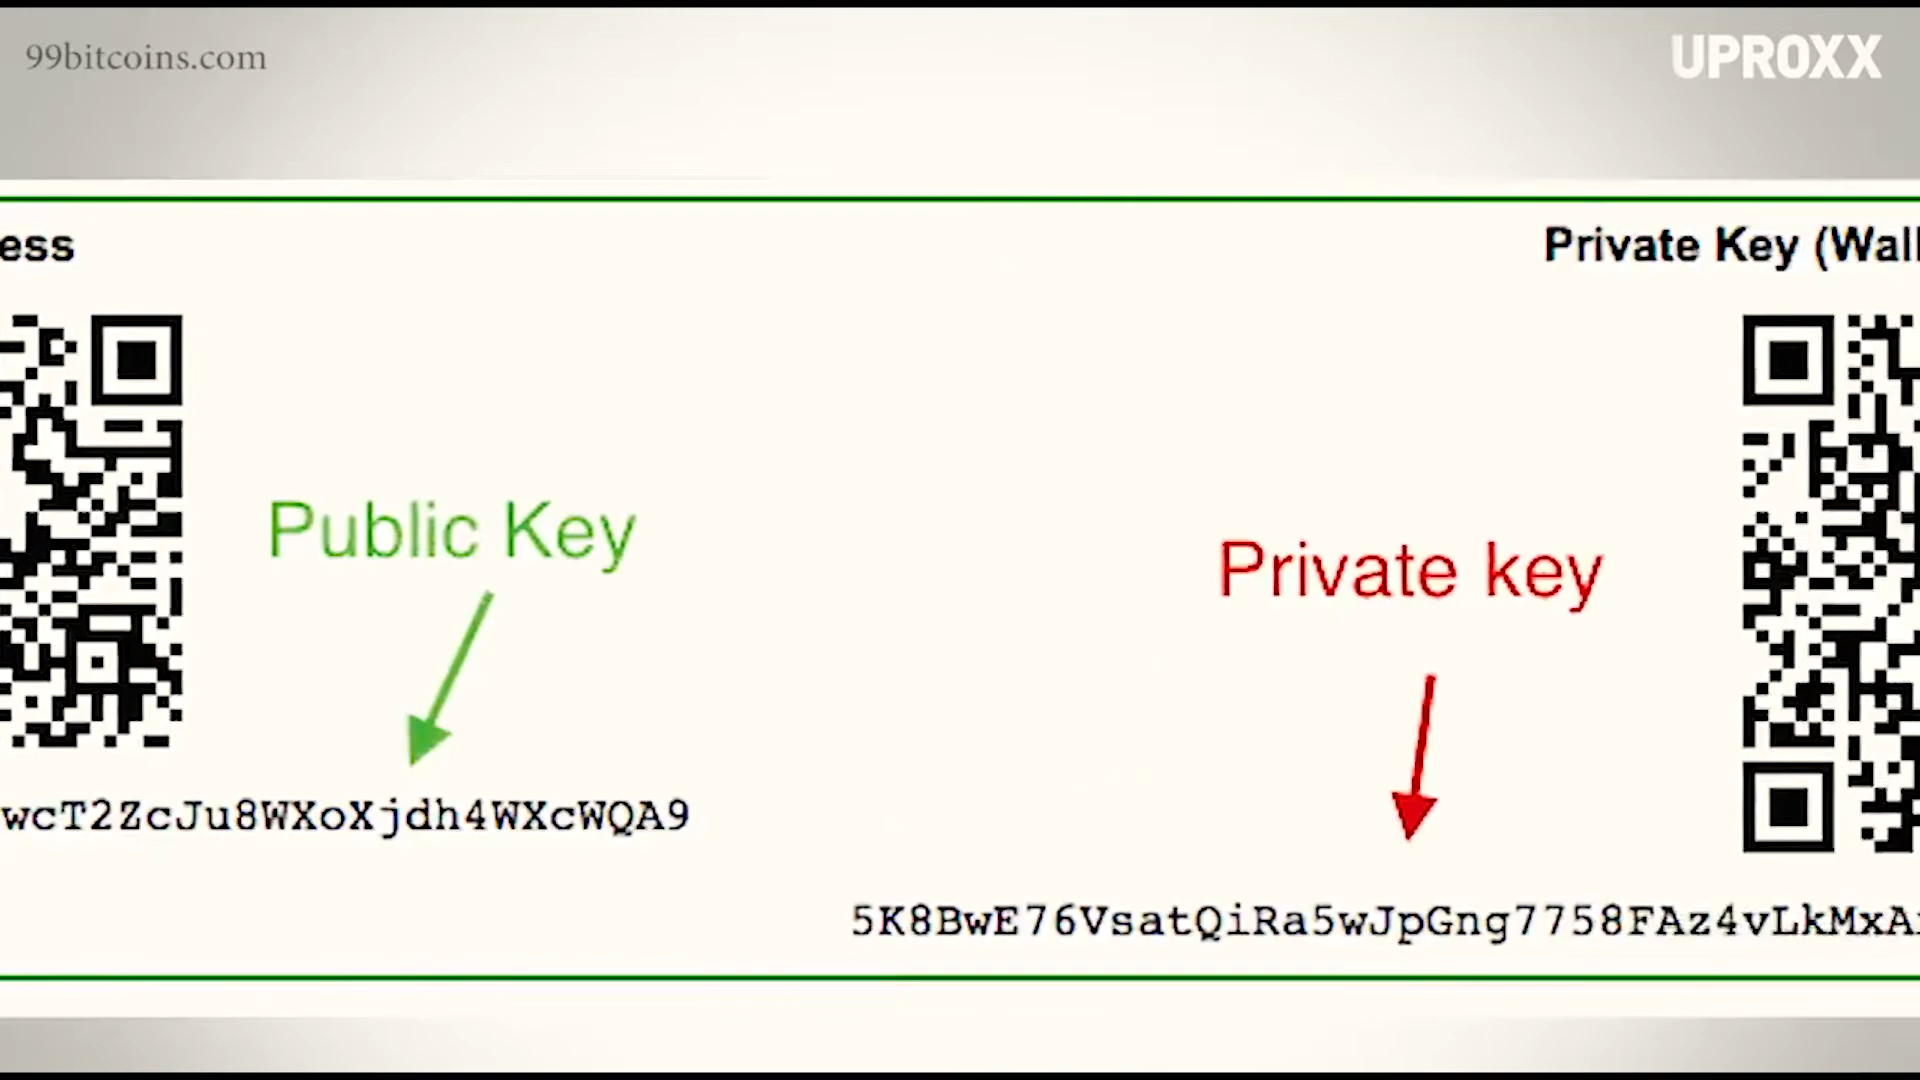 99bitcoins.com
UPROXX
ess
Private Key (Wall
Public Key
Private key
wcT2ZcJu8WXoXjdh4WXcWQA9
5K8BwE76VsatQiRa5wJpGng7758FAz4vLkMxA